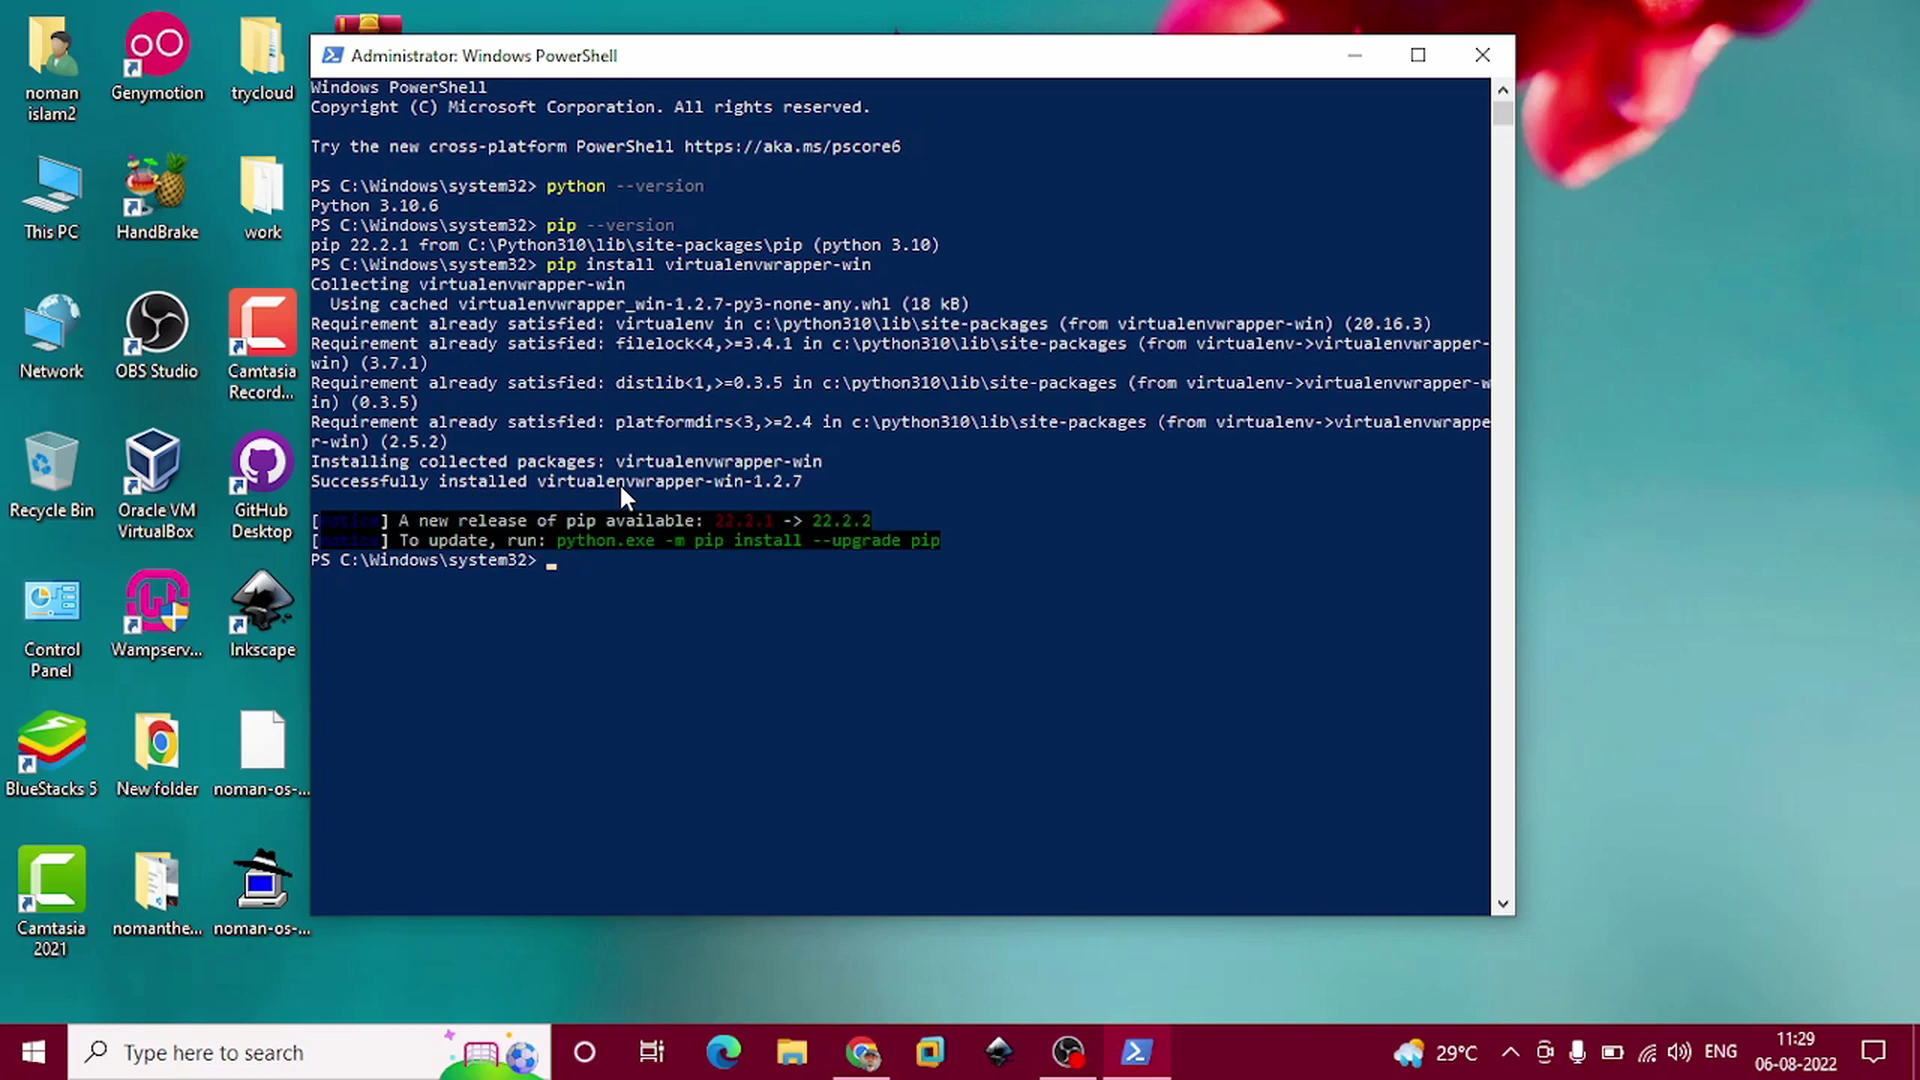 noman
islam2
Genymotion
trycloud
This PC
HandBrake
work
Network
OBS Studio
Camtasia
Record...
Recycle Bin
Oracle VM
VirtualBox
GitHub
Desktop
Control
Panel
Wampserv...
Inkscape
BlueStacks 5
New folder
noman-os-...
Camtasia
2021
nomanthe...
noman-os-...
Administrator: Windows PowerShell
Windows PowerShell
Copyright (C) Microsoft Corporation. All rights reserved.
Try the new cross-platform PowerShell https://aka.ms/pscore6
PS C:\Windows\system32> python --version
Python 3.10.6
PS C:\Windows\system32> pip --version
pip 22.2.1 from C:\Python310\lib\site-packages\pip (python 3.10)
PS C:\Windows\system32> pip install virtualenvwrapper-win
Collecting virtualenvwrapper-win
Using cached virtualenvwrapper_win-1.2.7-py3-none-any.whl (18 kB)
Requirement already satisfied: virtualenv in c:\python310\lib\site-packages (from virtualenvwrapper-win) (20.16.3)
Requirement already satisfied: filelock<4,>=3.4.1 in c:\python310\lib\site-packages (from virtualenv->virtualenvwrapper-
win) (3.7.1)
Requirement already satisfied: distlib<1,>=0.3.5 in c:\python310\lib\site-packages (from virtualenv->virtualenvwrapper-w
in) (0.3.5)
Requirement already satisfied: platformdirs<3,>=2.4 in c:\python310\lib\site-packages (from virtualenv->virtualenvwrappe
r-win) (2.5.2)
Installing collected packages: virtualenvwrapper-win
Successfully installed virtualenvwrapper-win-1.2.7
[notice] A new release of pip available: 22.2.1 -> 22.2.2
[notice] To update, run: python.exe -m pip install --upgrade pip
PS C:\Windows\system32>
Type here to search
29°C
ENG
11:29
06-08-2022